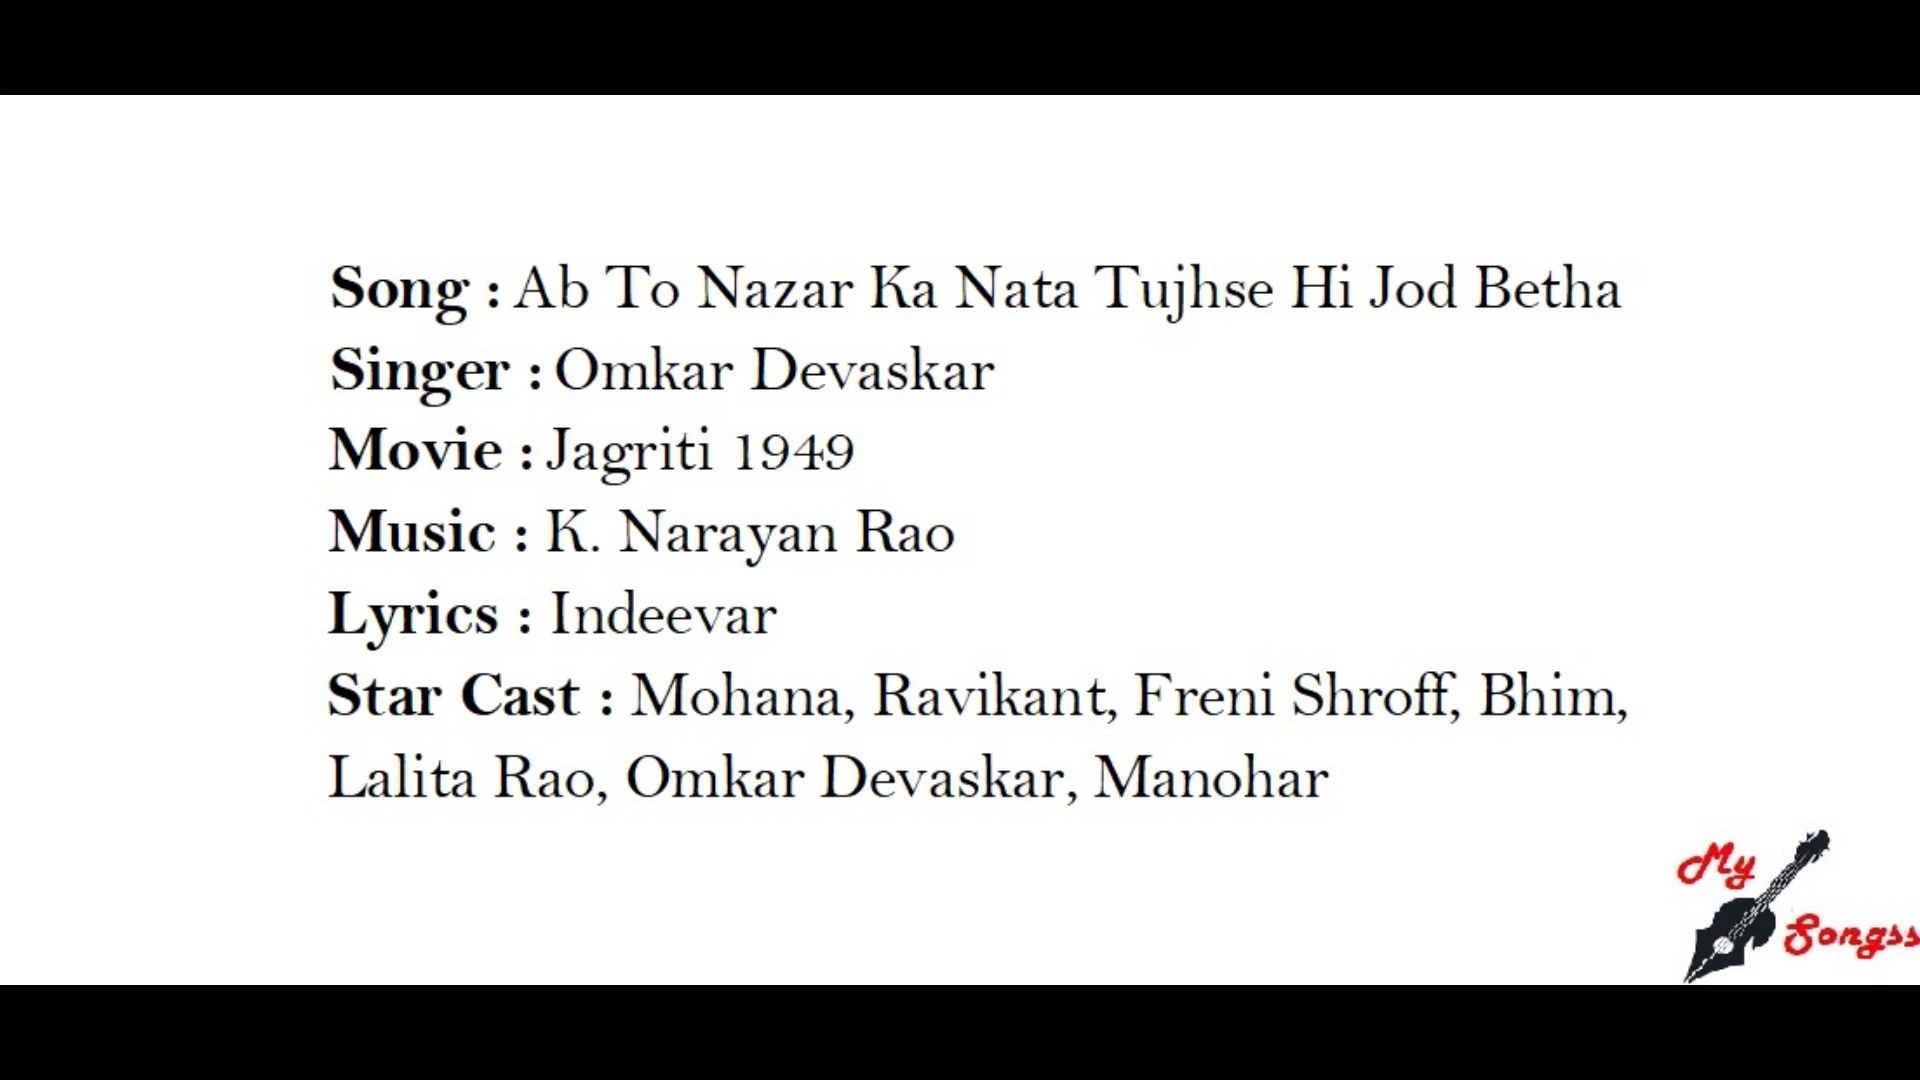 Song : Ab To Nazar Ka Nata Tujhse Hi Jod Betha
Singer : Omkar Devaskar
Movie : Jagriti 1949
Music : K. Narayan Rao
Lyrics : Indeevar
Star Cast : Mohana, Ravikant, Freni Shroff, Bhim,
Lalita Rao, Omkar Devaskar, Manohar
My
Songss